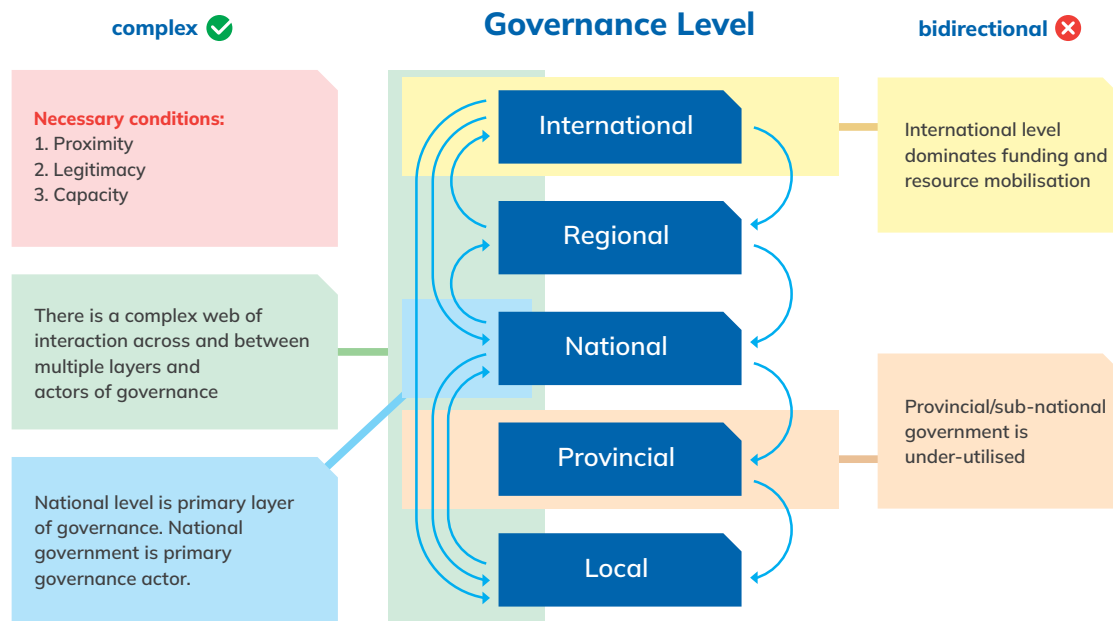 complex
Governance Level
bidirectional
Necessary conditions:
1. Proximity
2. Legitimacy
3. Capacity
There is a complex web of
interaction across and between
multiple layers and
actors of governance
National level is primary layer
of governance. National
government is primary
governance actor.
International
Regional
National
Provincial
Local
International level
dominates funding and
resource mobilisation
Provincial/sub-national
government is
under-utilised